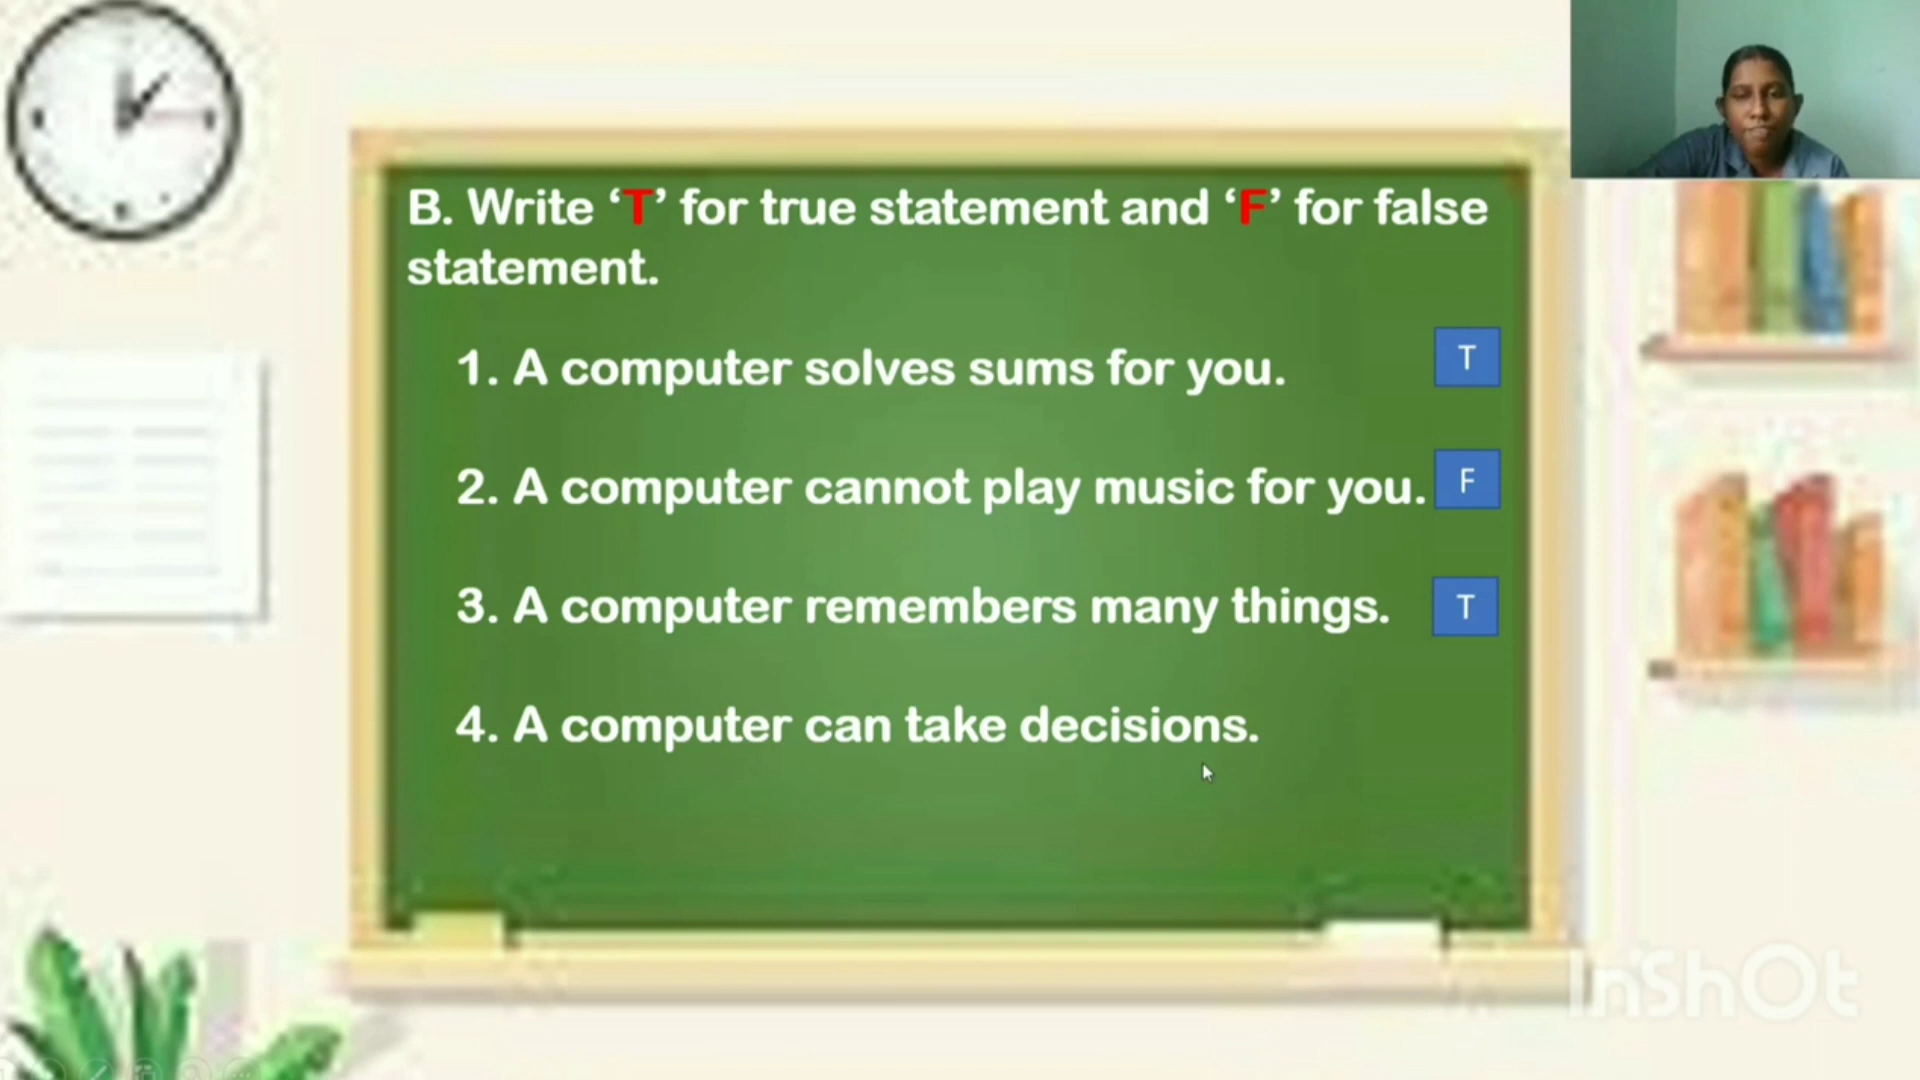 B. Write ‘T’ for true statement and ‘F’ for false
statement.
1. A computer solves sums for you.
T
2. A computer cannot play music for you.
F
3. A computer remembers many things.
T
4. A computer can take decisions.
InShOt